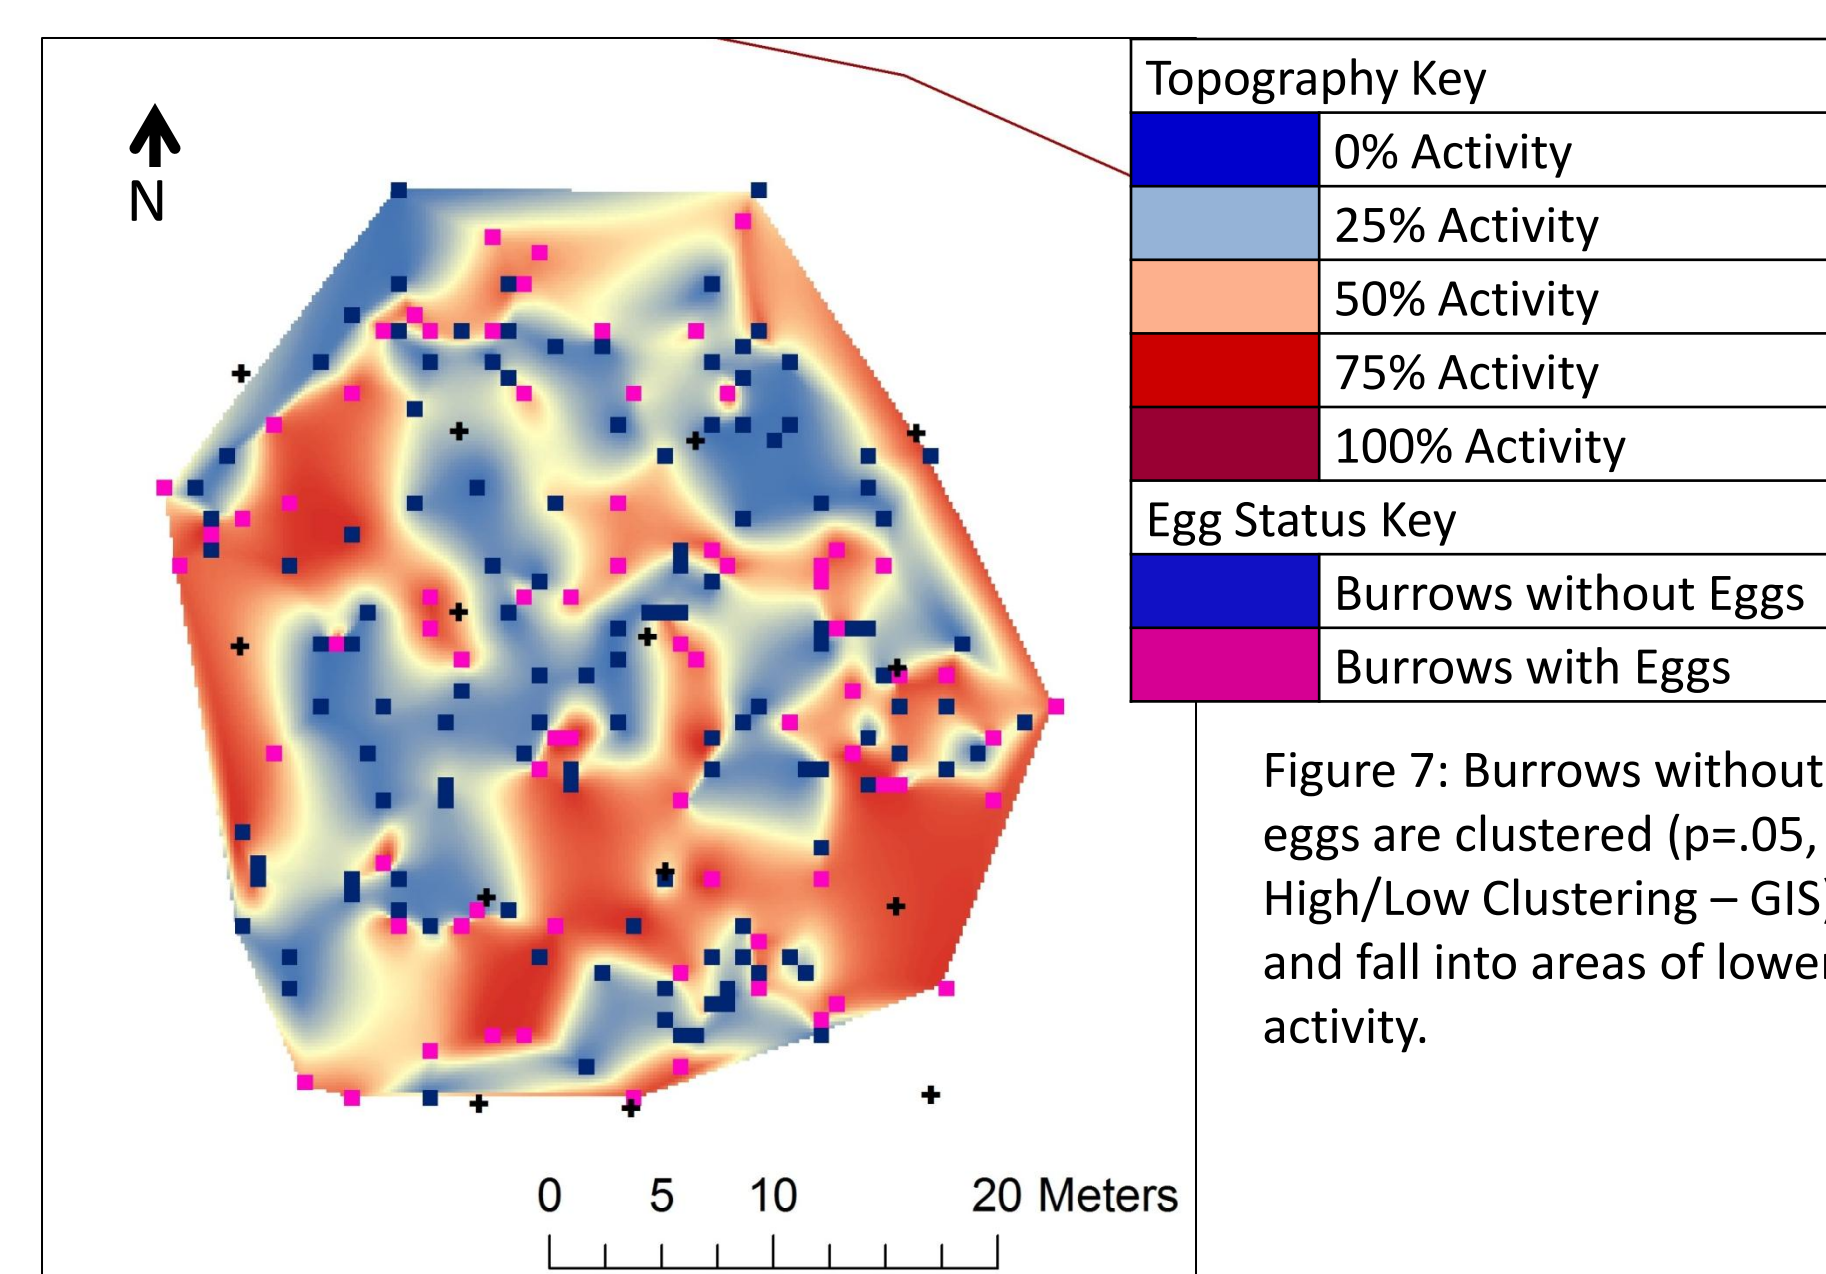 N
Topography Key
0% Activity
25% Activity
50% Activity
75% Activity
100% Activity
Egg Status Key
Burrows without Eggs
Burrows with Eggs
Figure 7: Burrows without
eggs are clustered (p=.05,
High/Low Clustering – GIS)
and fall into areas of lower
activity.
0 5 10 20 Meters